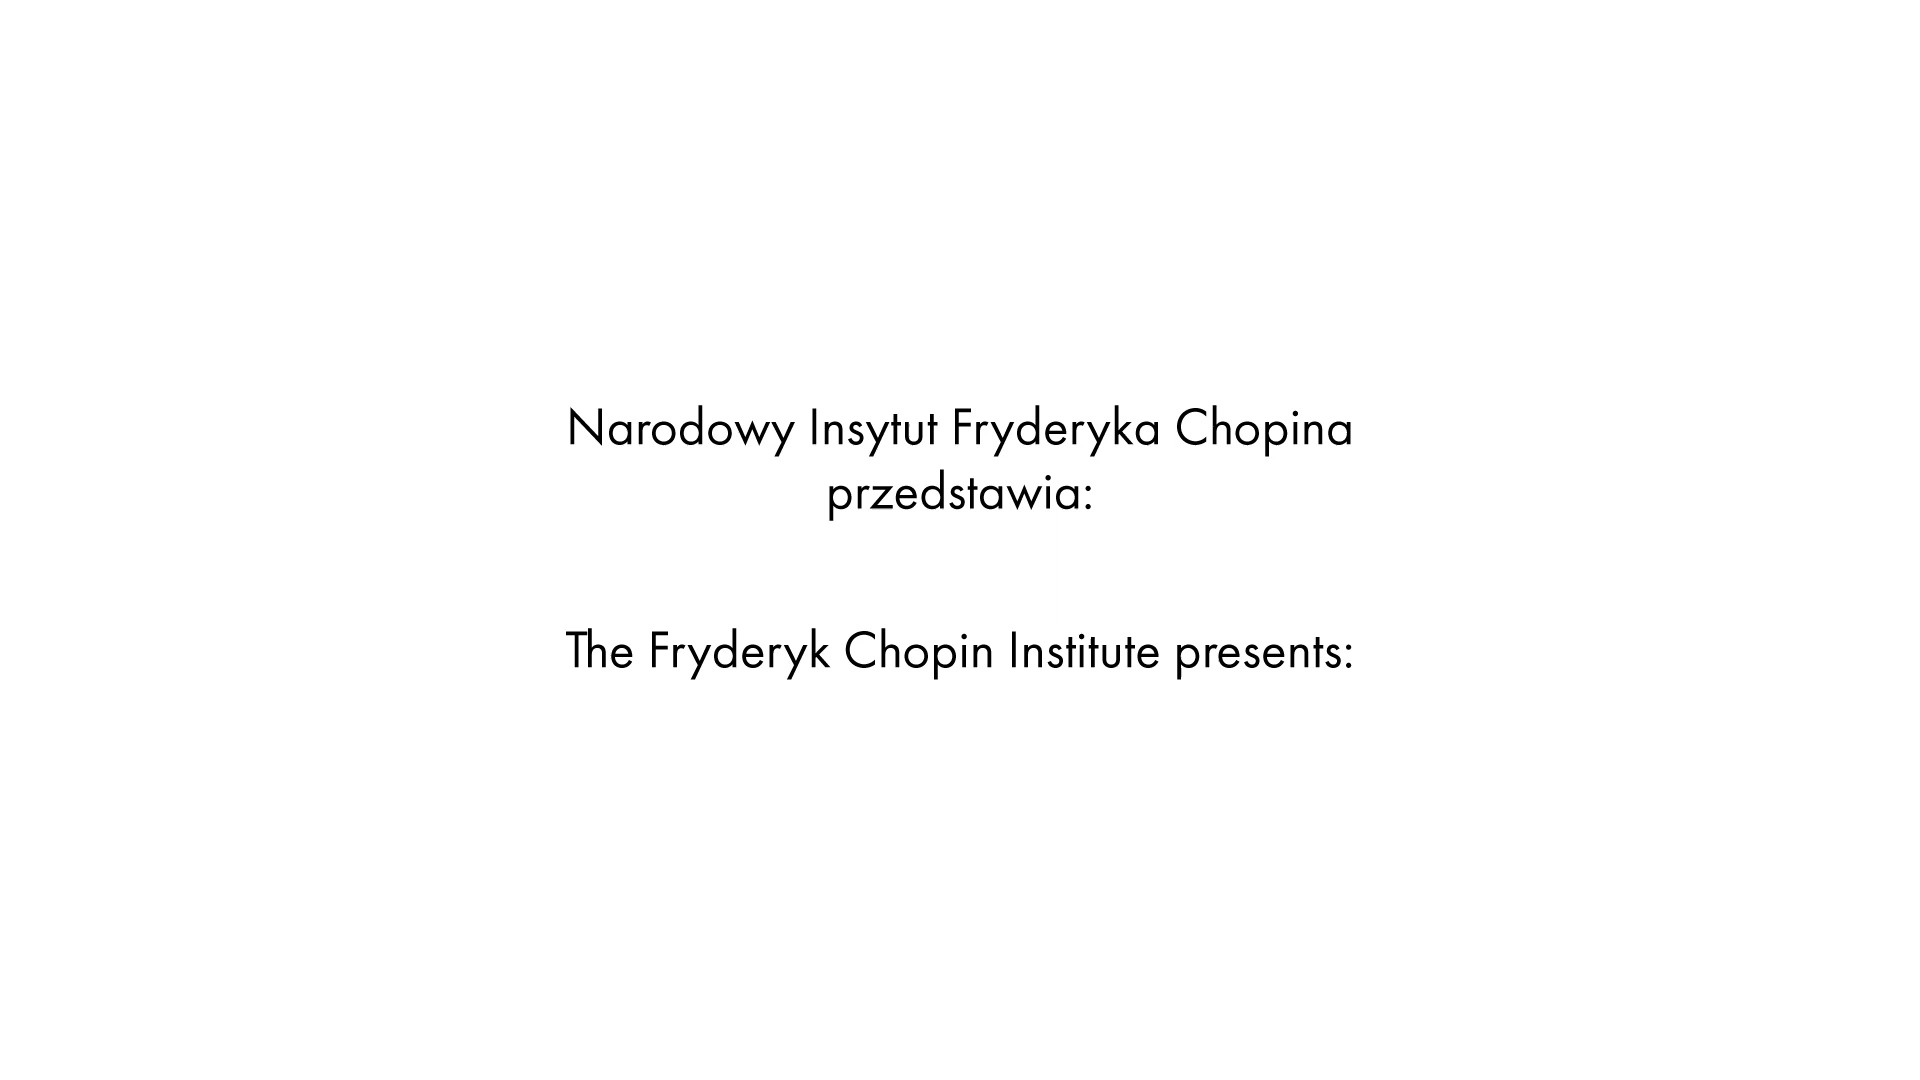 Narodowy Insytut Fryderyka Chopina
przedstawia:
The Fryderyk Chopin Institute presents: